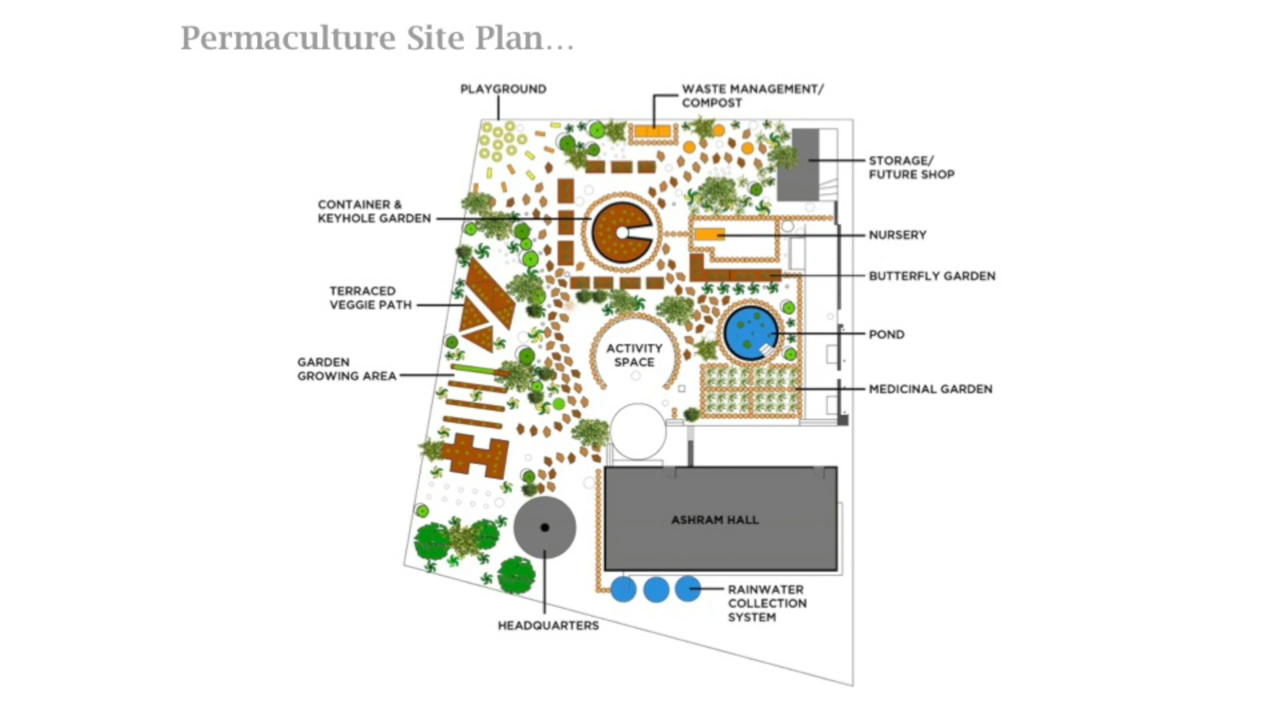 Permaculture Site Plan...
PLAYGROUND
WASTE MANAGEMENT/
COMPOST
STORAGE/
FUTURE SHOP
CONTAINER &
KEYHOLE GARDEN
NURSERY
BUTTERFLY GARDEN
TERRACED
VEGGIE PATH
POND
ACTIVITY
SPACE
GARDEN
GROWING AREA
MEDICINAL GARDEN
ASHRAM HALL
RAINWATER
COLLECTION
SYSTEM
HEADQUARTERS